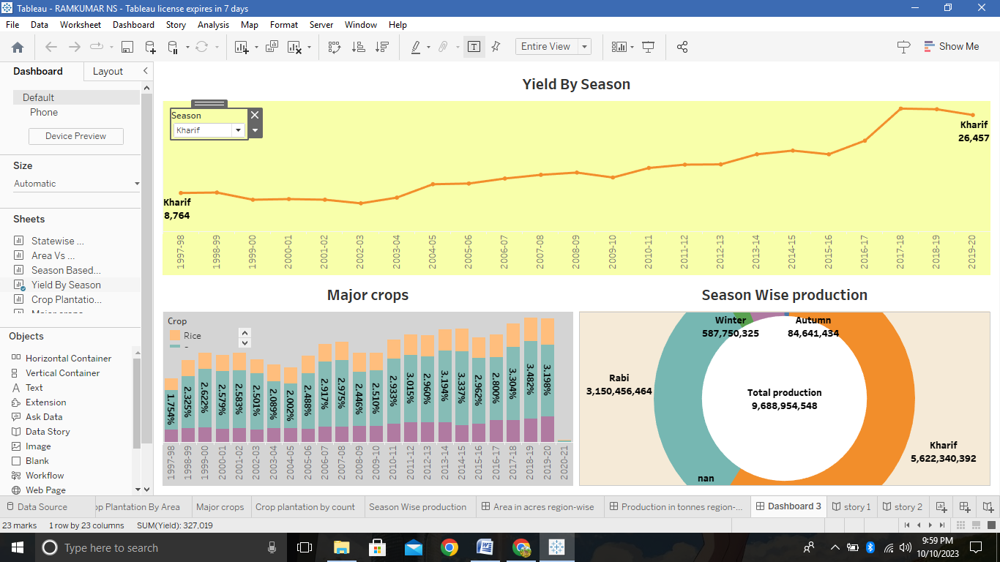 Tableau - RAMKUMAR NS - Tableau license expires in 7 days
File Data Worksheet Dashboard Story Analysis Map Format Server Window Help
Entire View
Show Me
Dashboard
Layout
Default
Phone
Device Preview
Size
Automatic
Sheets
Statewise ...
Area Vs ...
Season Based...
Yield By Season
Crop Plantatio...
Objects
Horizontal Container
Vertical Container
Text
Extension
Ask Data
Data Story
Image
Blank
Workflow
Web Page
Yield By Season
Season
Kharif
Kharif
8,764
Kharif
26,457
1997-98 1998-99 1999-00 2000-01 2001-02 2002-03 2003-04 2004-05 2005-06 2006-07 2007-08 2008-09 2009-10 2010-11 2011-12 2012-13 2013-14 2014-15 2015-16 2016-17 2017-18 2018-19 2019-20
Major crops
Crop
Rice
1.754% 2.325% 2.622% 2.579% 2.583% 2.501% 2.089% 2.002% 2.488% 2.917% 2.975% 2.446% 2.510% 2.933% 3.015% 2.960% 3.194% 3.337% 2.962% 2.800% 3.304% 3.482% 3.198%
1997-98 1998-99 1999-00 2000-01 2001-02 2002-03 2003-04 2004-05 2005-06 2006-07 2007-08 2008-09 2009-10 2010-11 2011-12 2012-13 2013-14 2014-15 2015-16 2016-17 2017-18 2018-19 2019-20 2020-21
Season Wise production
Winter
587,750,325
Autumn
84,641,434
Rabi
3,150,456,464
Total production
9,688,954,548
Kharif
5,622,340,392
nan
Data Source
op Plantation By Area
Major crops
Crop plantation by count
Season Wise production
Area in acres region-wise
Production in tonnes region-...
Dashboard 3
story 1
story 2
23 marks 1 row by 23 columns SUM(Yield): 327,019
Type here to search
9:59 PM
10/10/2023